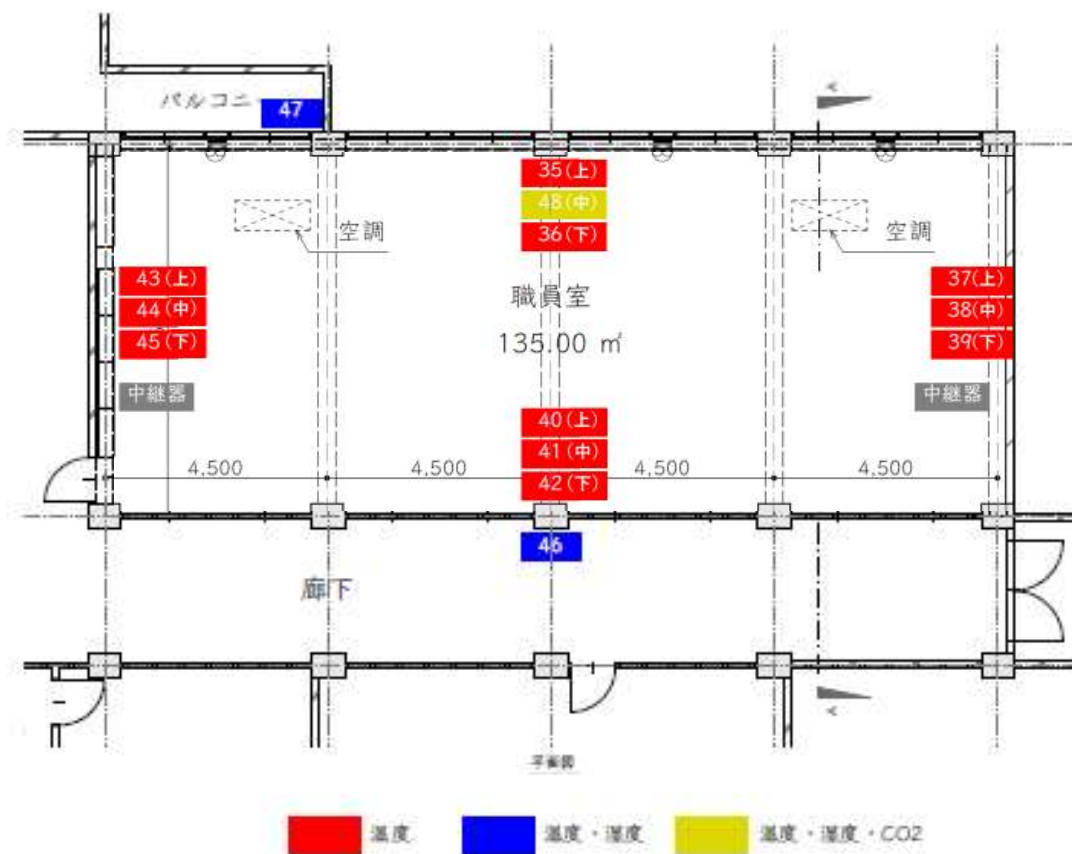 バルコニー
47
35(上)
48(中)
36(下)
空調
空調
43(上)
44(中)
45(下)
職員室
135.00 ㎡
37(上)
38(中)
39(下)
中継器
中継器
40(上)
41(中)
42(下)
4,500
4,500
4,500
4,500
46
廊下
平面図
温度
温度・湿度
温度・湿度・CO2